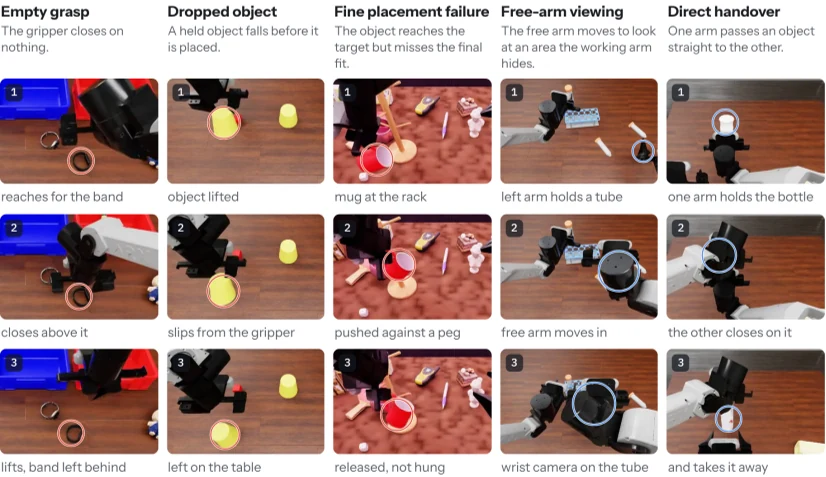 Empty grasp
The gripper closes on
nothing.
Dropped object
A held object falls before it
is placed.
Fine placement failure
The object reaches the
target but misses the final
fit.
Free-arm viewing
The free arm moves to look
at an area the working arm
hides.
Direct handover
One arm passes an object
straight to the other.
1
1
1
1
1
reaches for the band
object lifted
mug at the rack
left arm holds a tube
one arm holds the bottle
2
2
2
2
2
closes above it
slips from the gripper
pushed against a peg
free arm moves in
the other closes on it
3
3
3
3
3
lifts, band left behind
left on the table
released, not hung
wrist camera on the tube
and takes it away